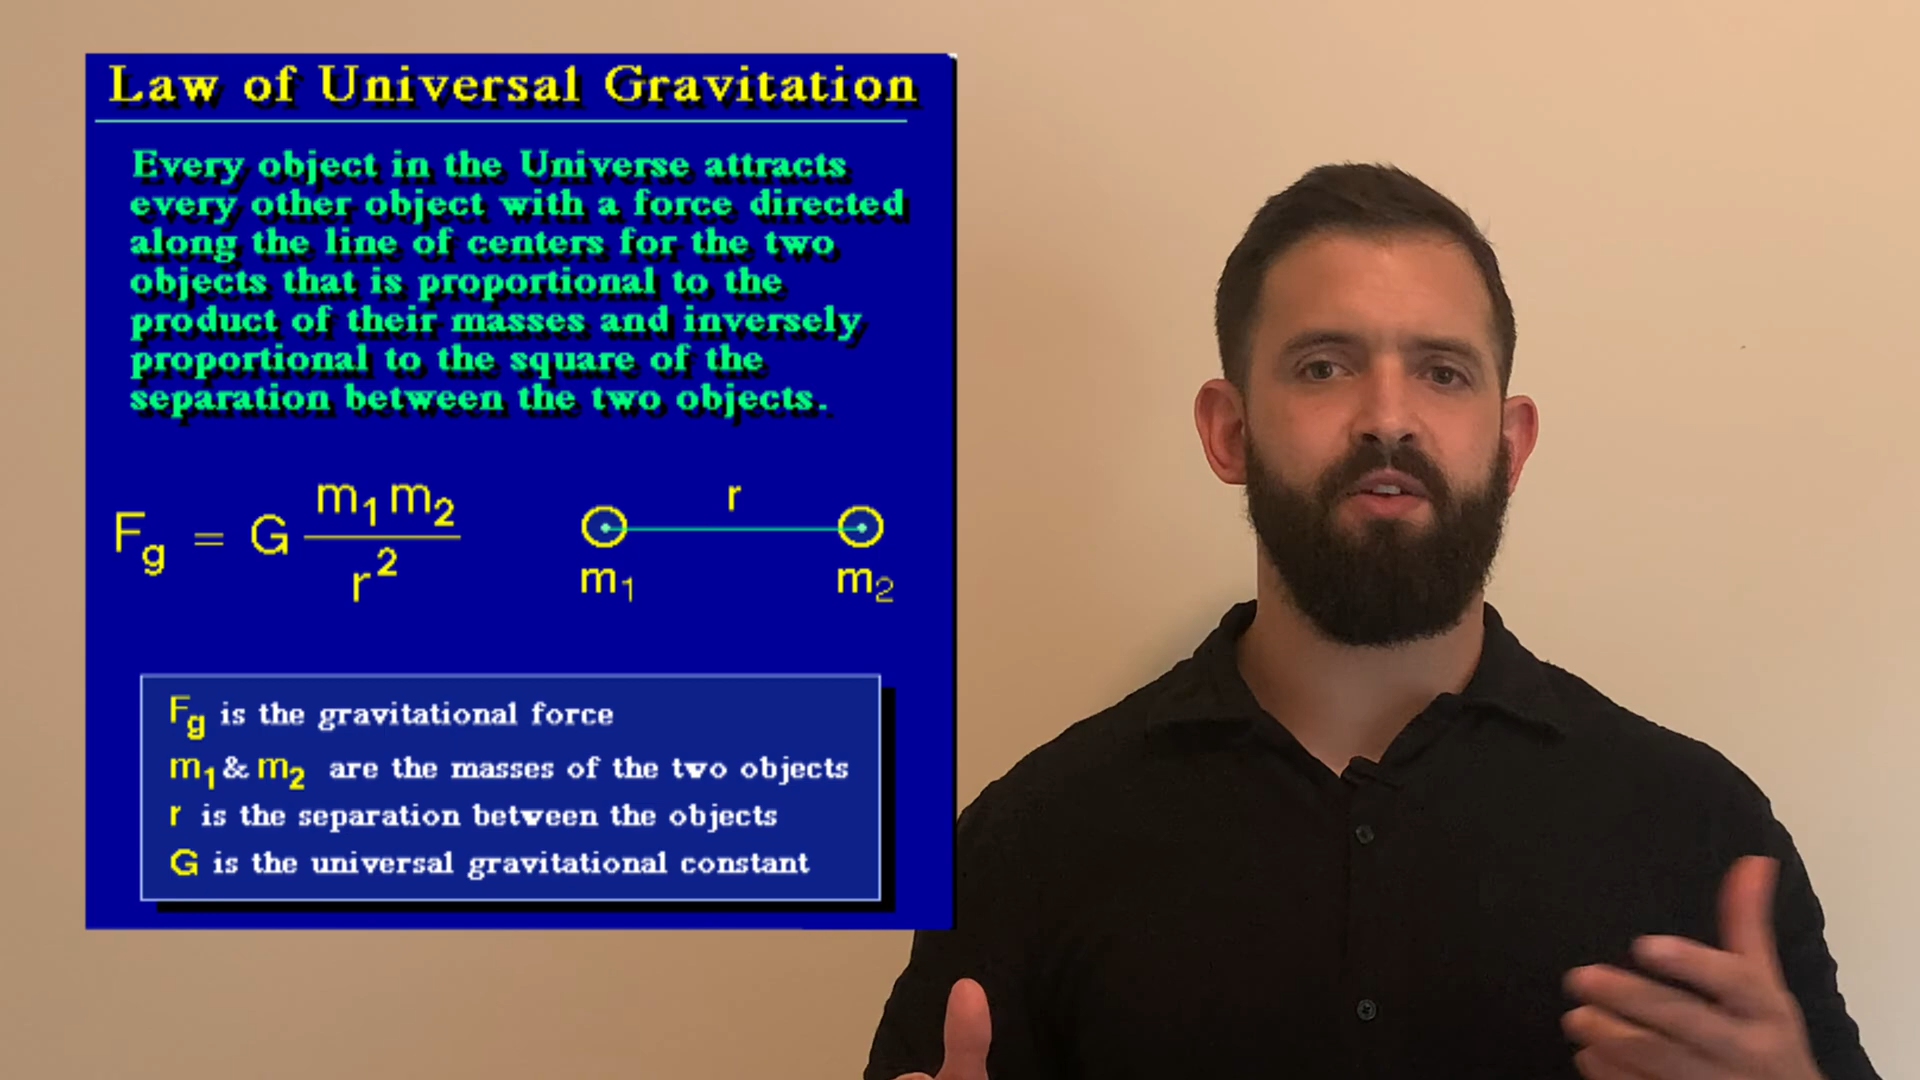 Law of Universal Gravitation
Every object in the Universe attracts
every other object with a force directed
along the line of centers for the two
objects that is proportional to the
product of their masses and inversely
proportional to the square of the
separation between the two objects.
Fg = G m₁ m₂ / r²
r
m₁ m₂
Fg is the gravitational force
m₁ & m₂ are the masses of the two objects
r is the separation between the objects
G is the universal gravitational constant